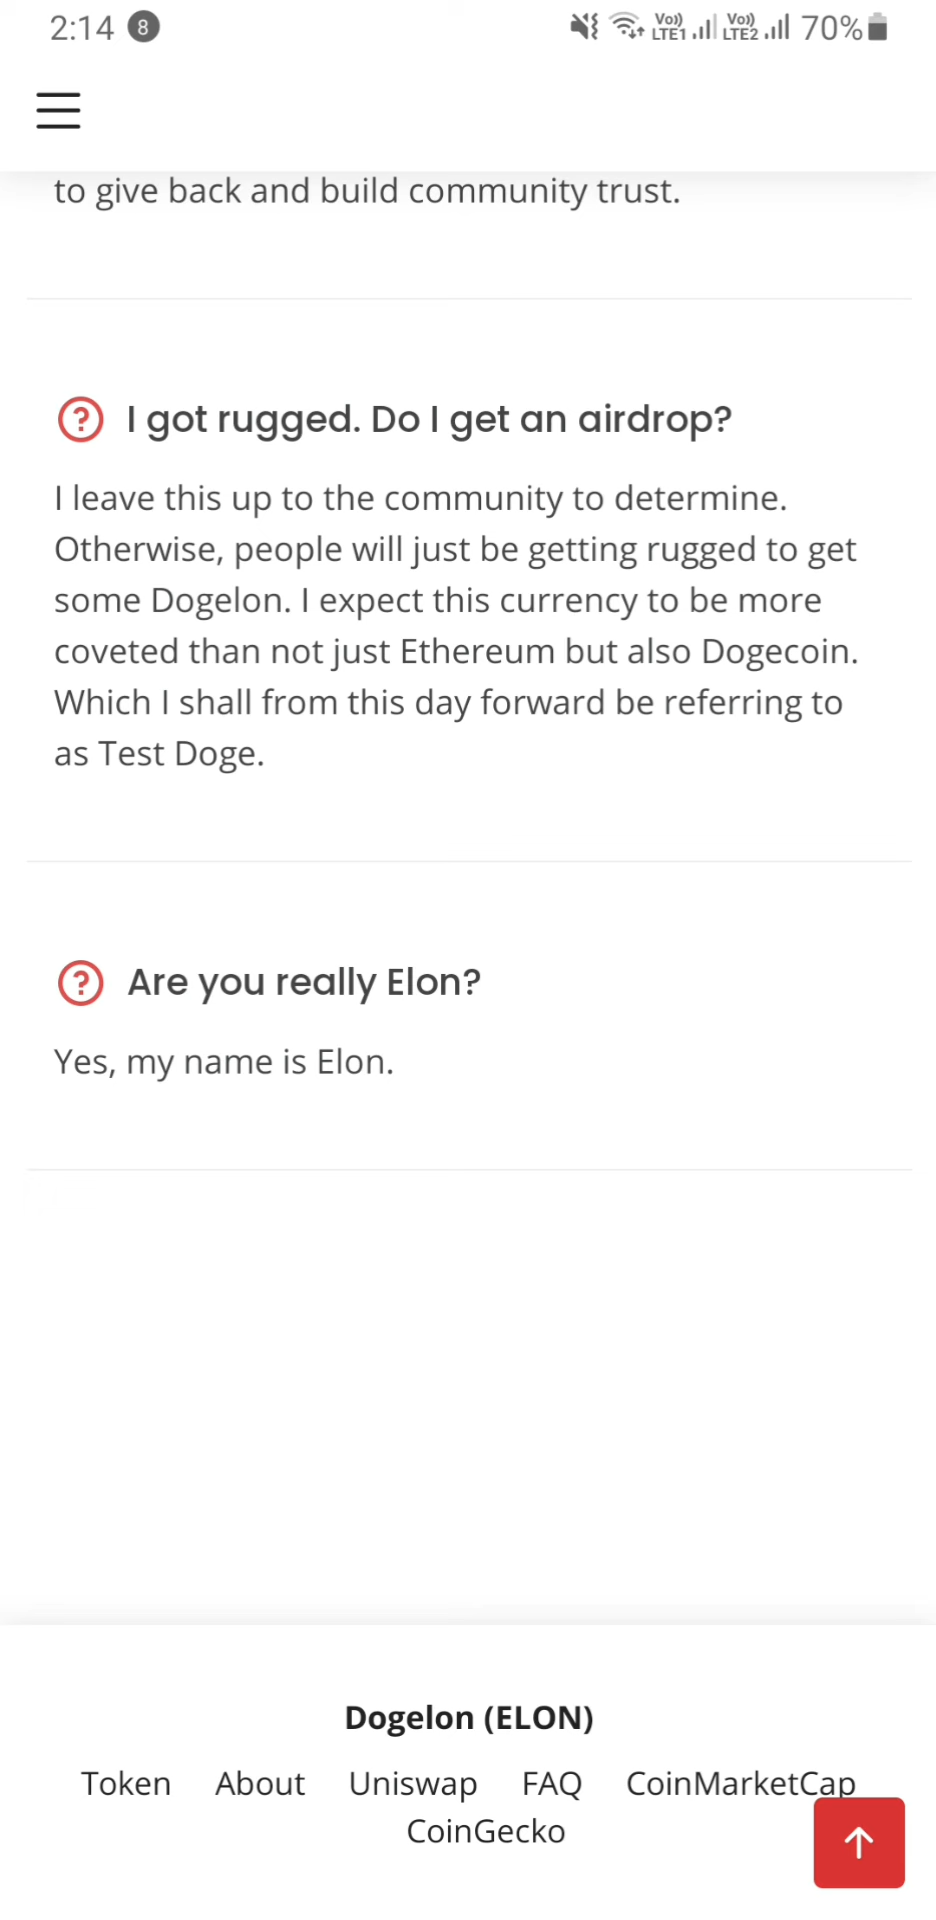 2:14 8 Vo)) LTE1 Vo)) LTE2 70%
to give back and build community trust.
? I got rugged. Do I get an airdrop?
I leave this up to the community to determine.
Otherwise, people will just be getting rugged to get
some Dogelon. I expect this currency to be more
coveted than not just Ethereum but also Dogecoin.
Which I shall from this day forward be referring to
as Test Doge.
? Are you really Elon?
Yes, my name is Elon.
Dogelon (ELON)
Token About Uniswap FAQ CoinMarketCap
CoinGecko